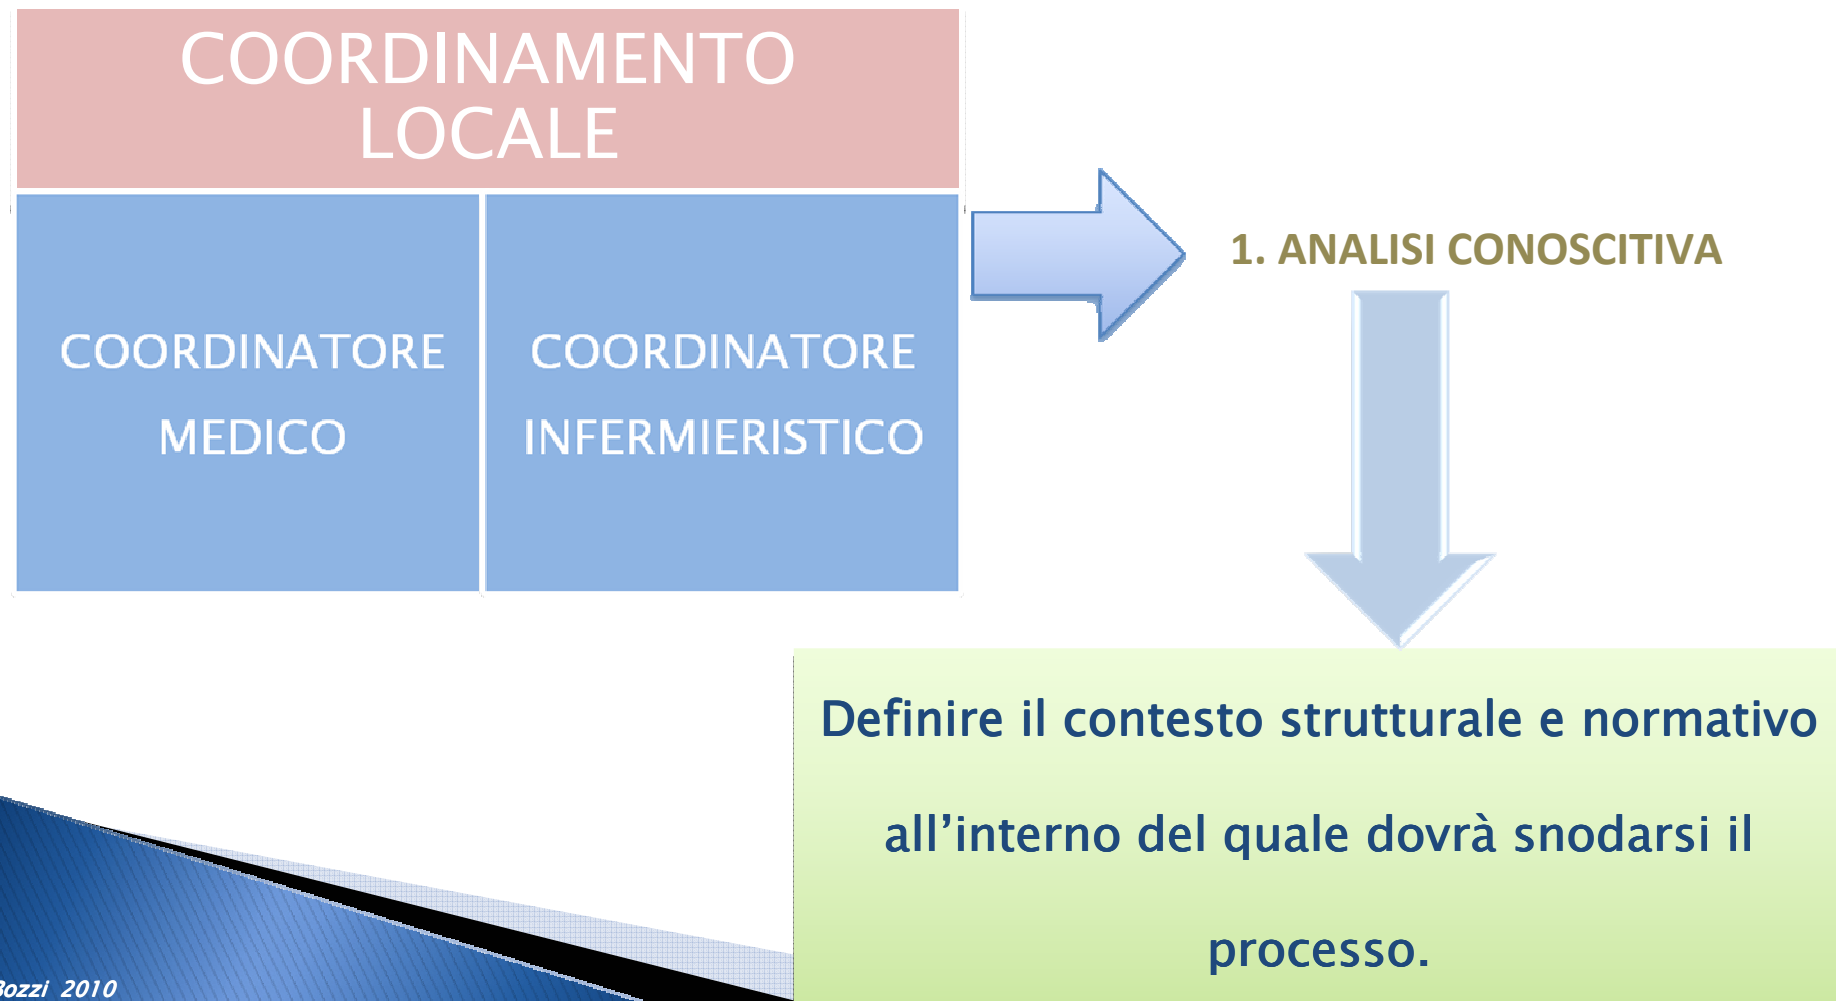 COORDINAMENTO
LOCALE
COORDINATORE
MEDICO
COORDINATORE
INFERMIERISTICO
1. ANALISI CONOSCITIVA
Definire il contesto strutturale e normativo
all’interno del quale dovrà snodarsi il
processo.
Bozzi 2010